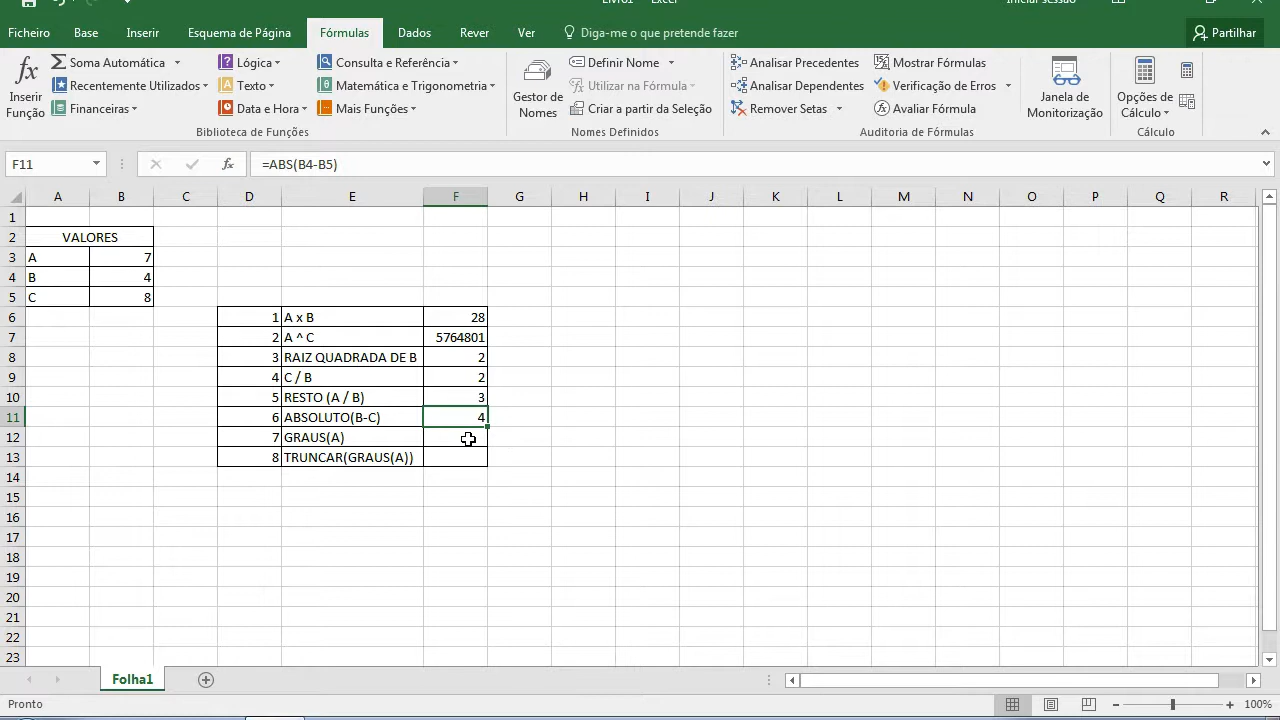 Livro1 - Excel
Iniciar sessão
Ficheiro Base Inserir Esquema de Página Fórmulas Dados Rever Ver Diga-me o que pretende fazer Partilhar
Inserir Função
Soma Automática
Recentemente Utilizados
Financeiras
Lógica
Texto
Data e Hora
Consulta e Referência
Matemática e Trigonometria
Mais Funções
Biblioteca de Funções
Gestor de Nomes
Definir Nome
Utilizar na Fórmula
Criar a partir da Seleção
Nomes Definidos
Analisar Precedentes
Analisar Dependentes
Remover Setas
Mostrar Fórmulas
Verificação de Erros
Avaliar Fórmula
Auditoria de Fórmulas
Janela de Monitorização
Opções de Cálculo
Cálculo
F11 fx =ABS(B4-B5)
A B C D E F G H I J K L M N O P Q R
1
2 VALORES
3 A 7
4 B 4
5 C 8
6 1 A x B 28
7 2 A ^ C 5764801
8 3 RAIZ QUADRADA DE B 2
9 4 C / B 2
10 5 RESTO (A / B) 3
11 6 ABSOLUTO(B-C) 4
12 7 GRAUS(A)
13 8 TRUNCAR(GRAUS(A))
14
15
16
17
18
19
20
21
22
23
Folha1
Pronto
100%